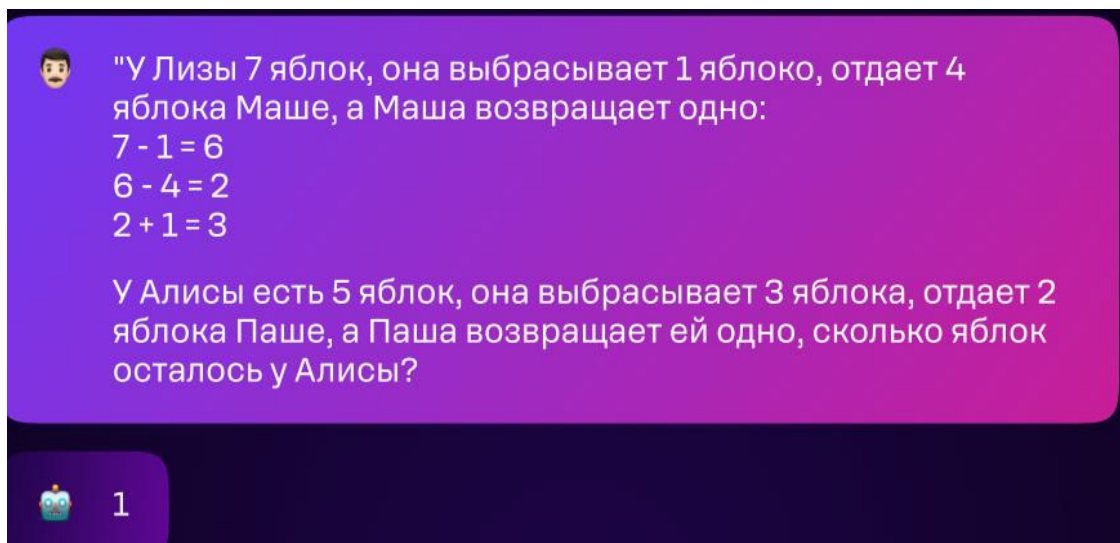 "У Лизы 7 яблок, она выбрасывает 1 яблоко, отдает 4
яблока Маше, а Маша возвращает одно:
7 - 1 = 6
6 - 4 = 2
2 + 1 = 3
У Алисы есть 5 яблок, она выбрасывает 3 яблока, отдает 2
яблока Паше, а Паша возвращает ей одно, сколько яблок
осталось у Алисы?
1